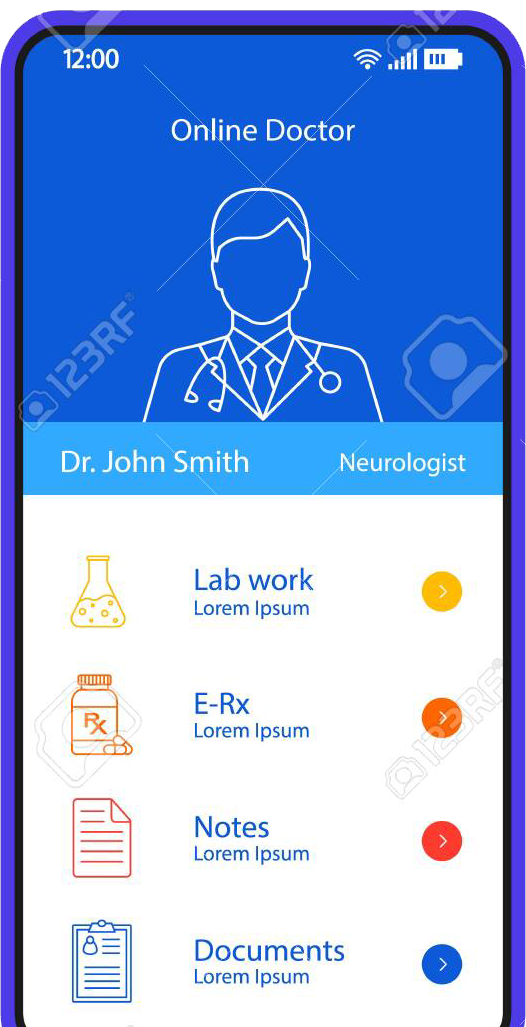 12:00
Online Doctor
Dr. John Smith
Neurologist
Lab work
Lorem Ipsum
Rx
E-Rx
Lorem Ipsum
Notes
Lorem Ipsum
Documents
Lorem Ipsum
123RF
123RF